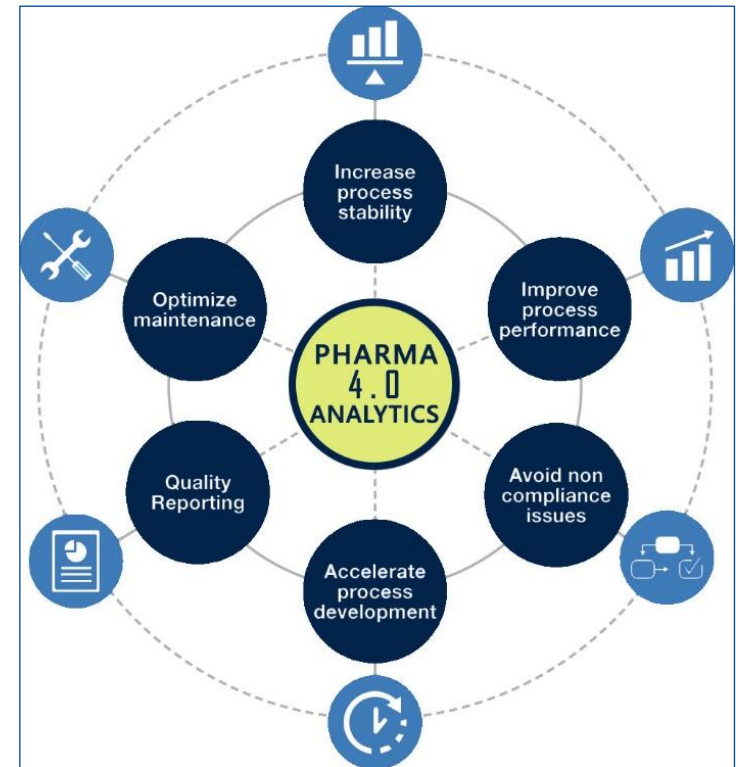 Increase
process
stability
Improve
process
performance
Avoid non
compliance
issues
Accelerate
process
development
Quality
Reporting
Optimize
maintenance
PHARMA
4.0
ANALYTICS